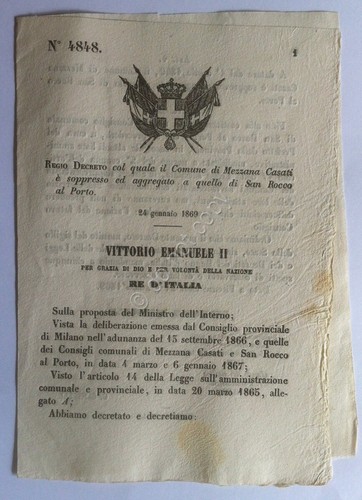 N° 4848.
1
REGIO DECRETO col quale il Comune di Mezzana Casati
è soppresso ed aggregato a quello di San Rocco
al Porto.
24 gennaio 1869
VITTORIO EMANUELE II
PER GRAZIA DI DIO E PER VOLONTÀ DELLA NAZIONE
RE D'ITALIA
Sulla proposta del Ministro dell'Interno;
Vista la deliberazione emessa dal Consiglio provinciale
di Milano nell'adunanza del 15 settembre 1866, e quelle
dei Consigli comunali di Mezzana Casati e San Rocco
al Porto, in data 4 marzo e 6 gennaio 1867;
Visto l'articolo 14 della Legge sull'amministrazione
comunale e provinciale, in data 20 marzo 1865, alle-
gato A;
Abbiamo decretato e decretiamo: